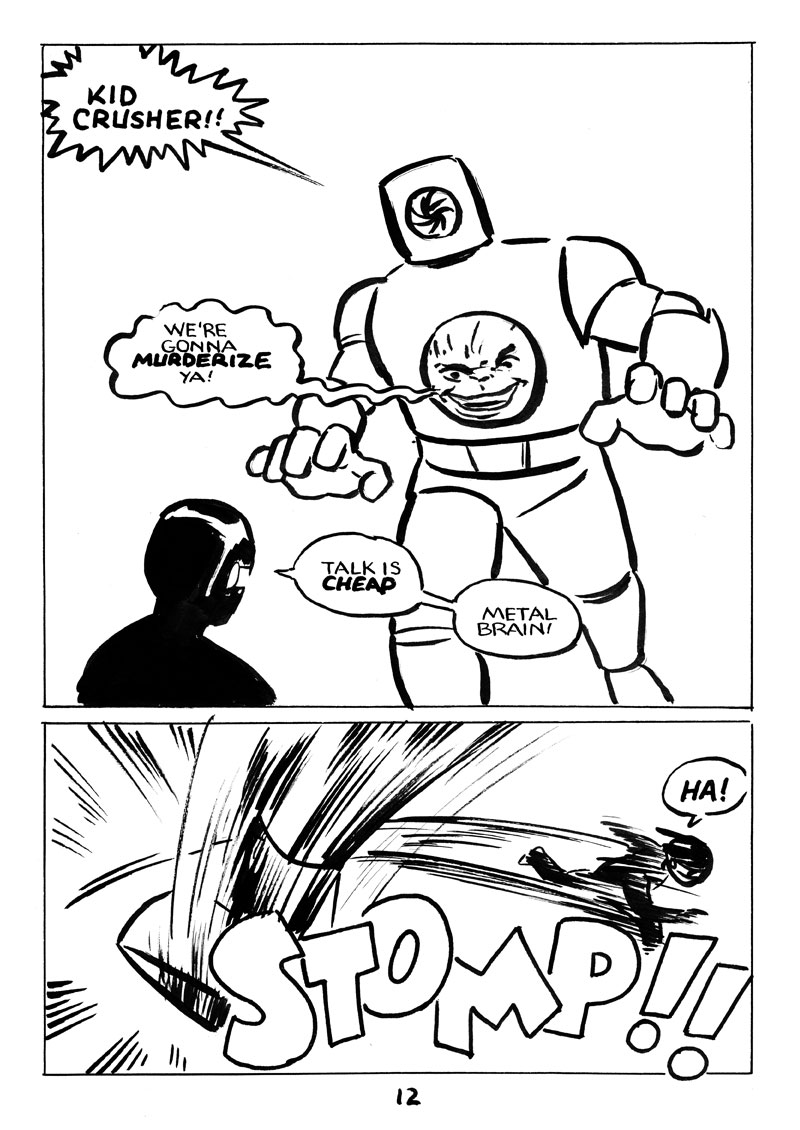 KID
CRUSHER!!
WE'RE
GONNA
MURDERIZE
YA!
TALK IS
CHEAP
METAL
BRAIN!
HA!
STOMP!!
12